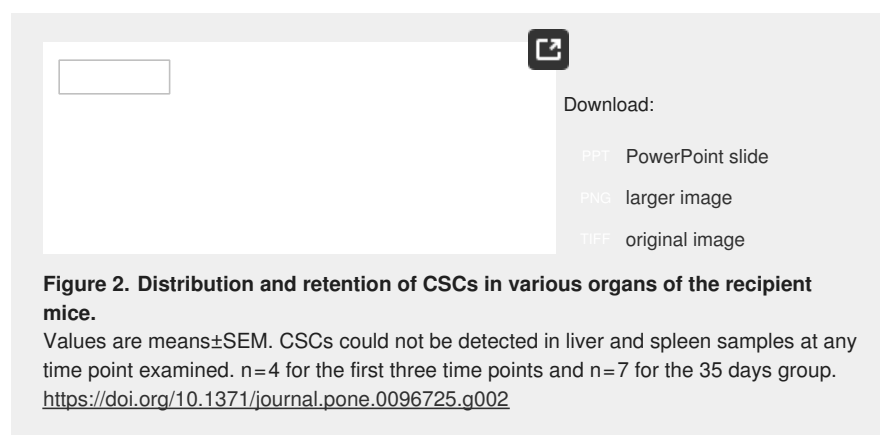 Download:
PPT PowerPoint slide
PNG larger image
TIFF original image
Figure 2. Distribution and retention of CSCs in various organs of the recipient
mice.
Values are means±SEM. CSCs could not be detected in liver and spleen samples at any
time point examined. n=4 for the first three time points and n=7 for the 35 days group.
https://doi.org/10.1371/journal.pone.0096725.g002